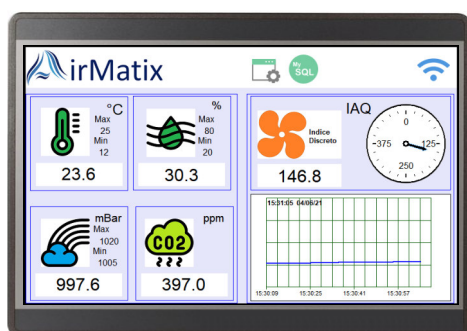 AirMatix
My
SQL
°C
Max
25
Min
12
23.6
%
Max
80
Min
20
30.3
IAQ
Indice
Discreto
146.8
0
-375
125-
250
mBar
Max
1020
Min
1005
997.6
ppm
CO2
397.0
15:31:05 04/06/21
15:30:09 15:30:25 15:30:41 15:30:57